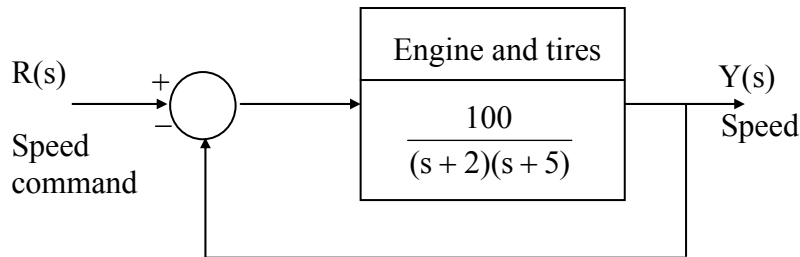 Engine and tires
R(s)
+
−
Y(s)
100
(s + 2)(s + 5)
Speed
Speed
command